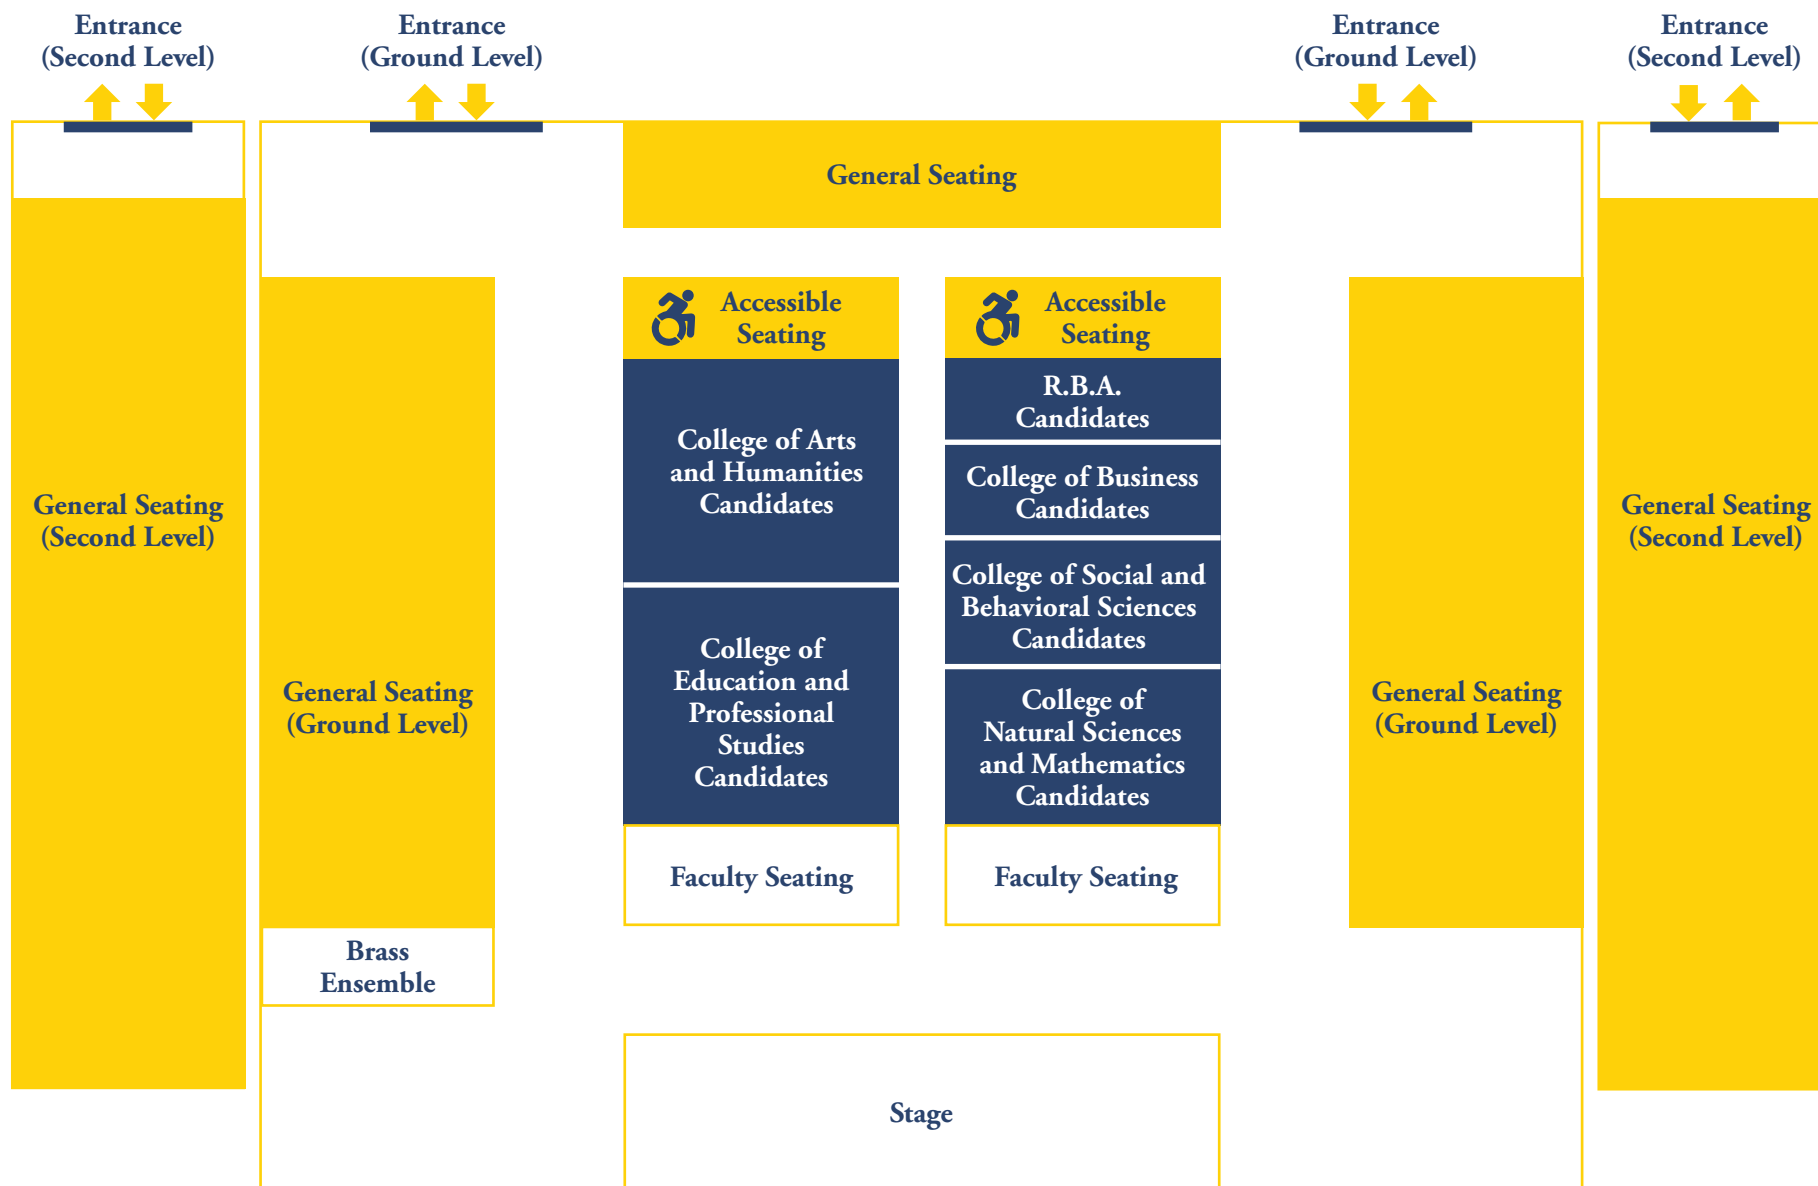 Entrance
(Second Level)
Entrance
(Ground Level)
Entrance
(Ground Level)
Entrance
(Second Level)
General Seating
Accessible
Seating
Accessible
Seating
R.B.A.
Candidates
College of Arts
and Humanities
Candidates
College of Business
Candidates
General Seating
(Second Level)
General Seating
(Second Level)
College of Social and
Behavioral Sciences
Candidates
College of
Education and
Professional
Studies
Candidates
General Seating
(Ground Level)
General Seating
(Ground Level)
College of
Natural Sciences
and Mathematics
Candidates
Faculty Seating
Faculty Seating
Brass
Ensemble
Stage